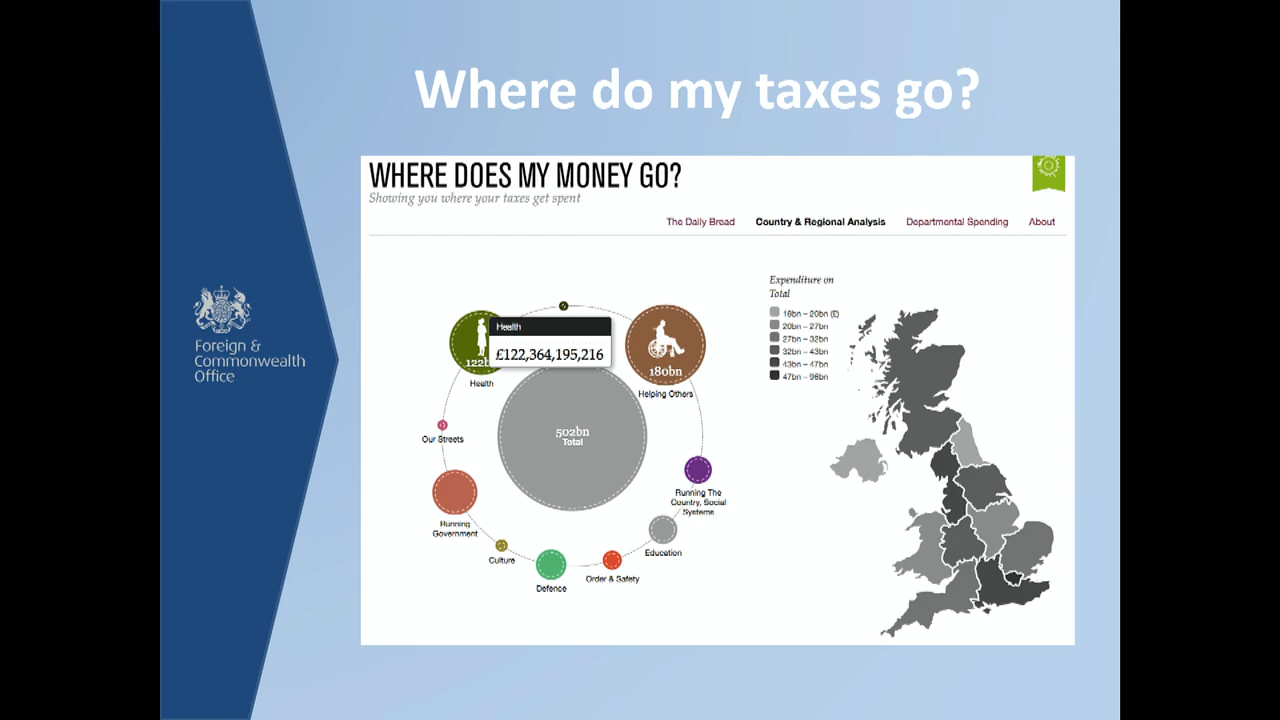 Where do my taxes go?
WHERE DOES MY MONEY GO?
Showing you where your taxes get spent
The Daily Bread
Country & Regional Analysis
Departmental Spending
About
Foreign &
Commonwealth
Office
Health
£122,364,195,216
Health
180bn
Helping Others
502bn
Total
Our Streets
Running
Government
Culture
Defence
Order & Safety
Education
Running The
Country, Social
Systems
Expenditure on
Total
18bn – 20bn (£)
20bn – 27bn
27bn – 32bn
32bn – 43bn
43bn – 47bn
47bn – 96bn